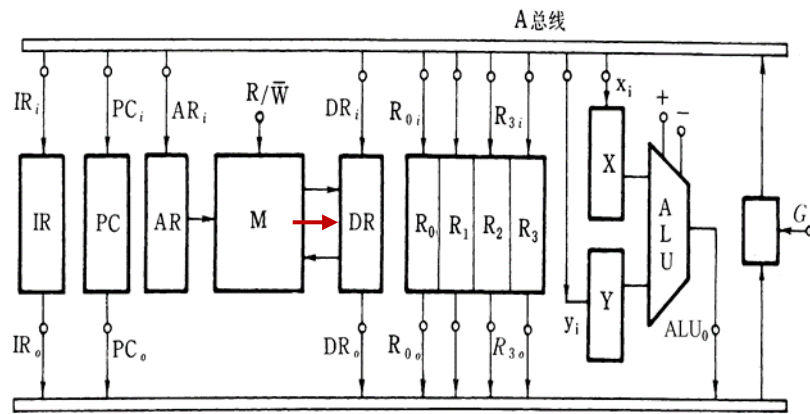 A总线
IRᵢ
PCᵢ
ARᵢ
R/W̅
DRᵢ
R₀ᵢ
R₃ᵢ
xᵢ
+
−
IR
PC
AR
M
DR
R₀
R₁
R₂
R₃
X
Y
ALU
G
yᵢ
IRₒ
PCₒ
DRₒ
R₀ₒ
R₃ₒ
ALU₀